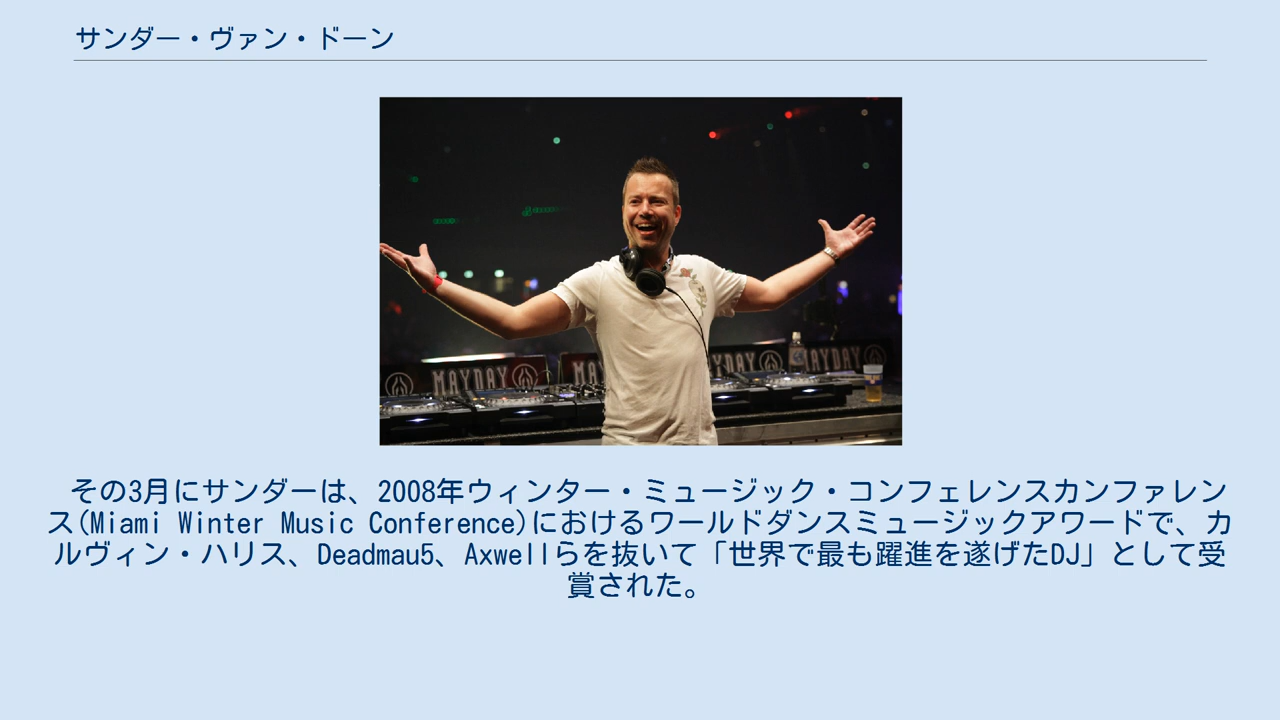 サンダー・ヴァン・ドーン
MAYDAY
MA
MAYDAY
その3月にサンダーは、2008年ウィンター・ミュージック・コンフェレンスカンファレン
ス(Miami Winter Music Conference)におけるワールドダンスミュージックアワードで、カ
ルヴィン・ハリス、Deadmau5、Axwellらを抜いて「世界で最も躍進を遂げたDJ」として受
賞された。